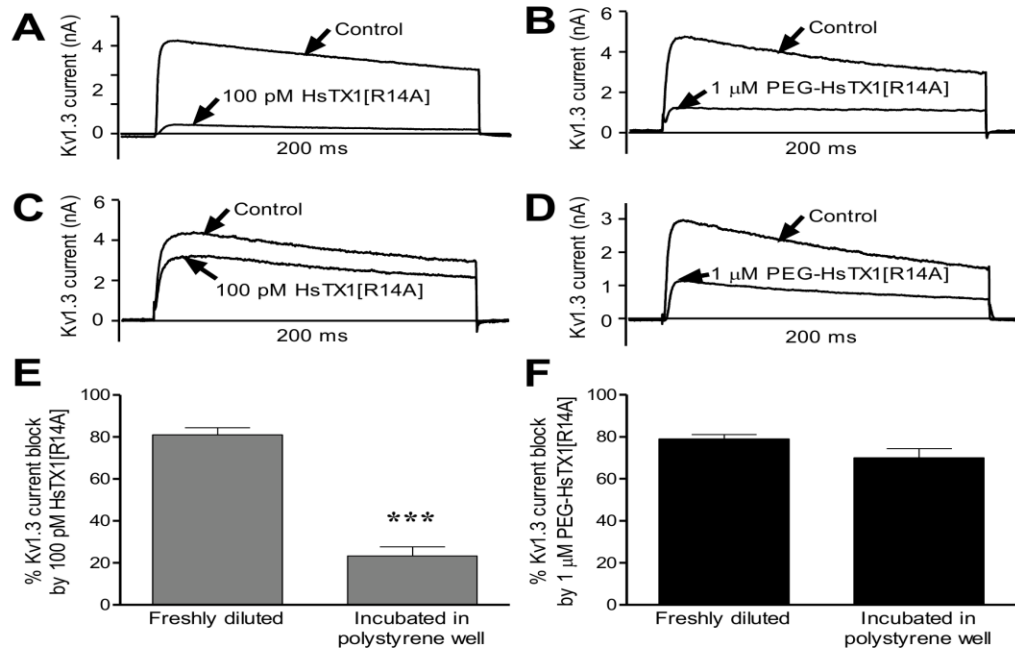 A
Kv1.3 current (nA)
4
2
0
Control
100 pM HsTX1[R14A]
200 ms
B
Kv1.3 current (nA)
6
4
2
0
Control
1 μM PEG-HsTX1[R14A]
200 ms
C
Kv1.3 current (nA)
6
4
2
0
Control
100 pM HsTX1[R14A]
200 ms
D
Kv1.3 current (nA)
3
2
1
0
Control
1 μM PEG-HsTX1[R14A]
200 ms
E
% Kv1.3 current block
by 100 pM HsTX1[R14A]
100
80
60
40
20
0
***
Freshly diluted
Incubated in
polystyrene well
F
% Kv1.3 current block
by 1 μM PEG-HsTX1[R14A]
100
80
60
40
20
0
Freshly diluted
Incubated in
polystyrene well